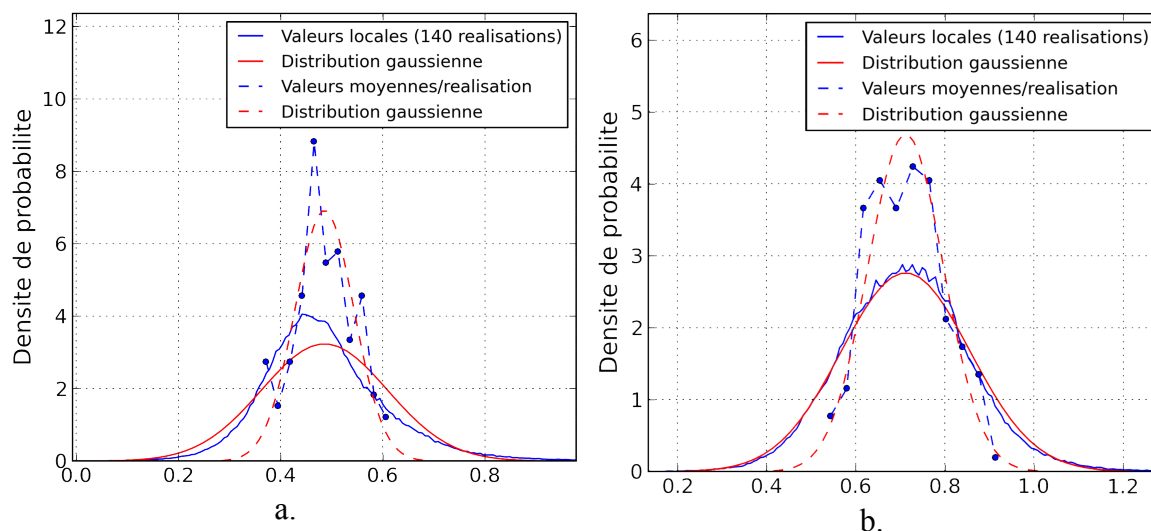 Valeurs locales (140 realisations)
Distribution gaussienne
Valeurs moyennes/realisation
Distribution gaussienne
Densite de probabilite
12
10
8
6
4
2
0
0.0
0.2
0.4
0.6
0.8
a.
Valeurs locales (140 realisations)
Distribution gaussienne
Valeurs moyennes/realisation
Distribution gaussienne
Densite de probabilite
6
5
4
3
2
1
0
0.2
0.4
0.6
0.8
1.0
1.2
b.